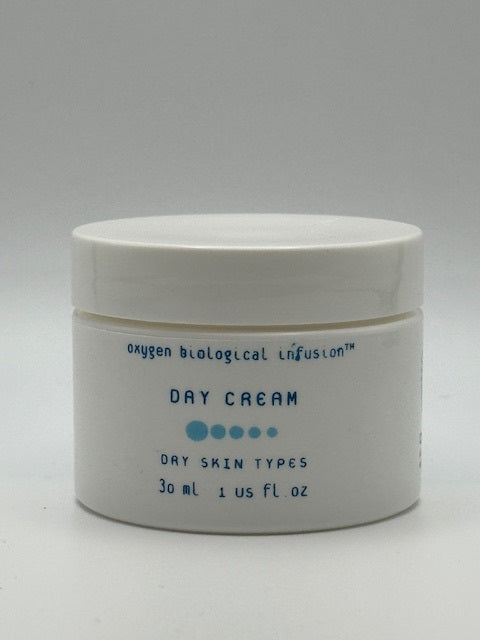 oxygen biological infusion™
DAY CREAM
DRY SKIN TYPES
30 ml 1 US fl.oz